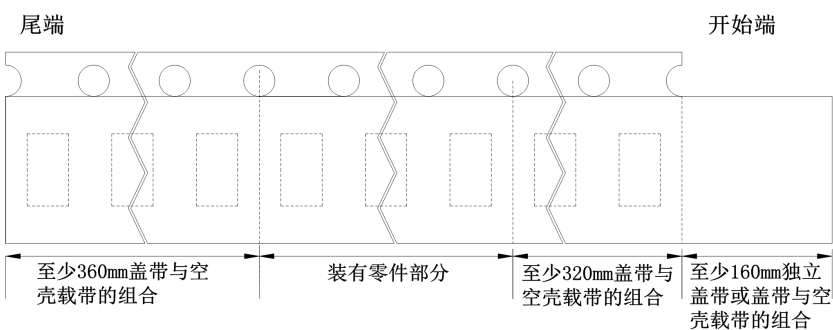 尾端
开始端
至少360mm盖带与空
壳载带的组合
装有零件部分
至少320mm盖带与
空壳载带的组合
至少160mm独立
盖带或盖带与空
壳载带的组合